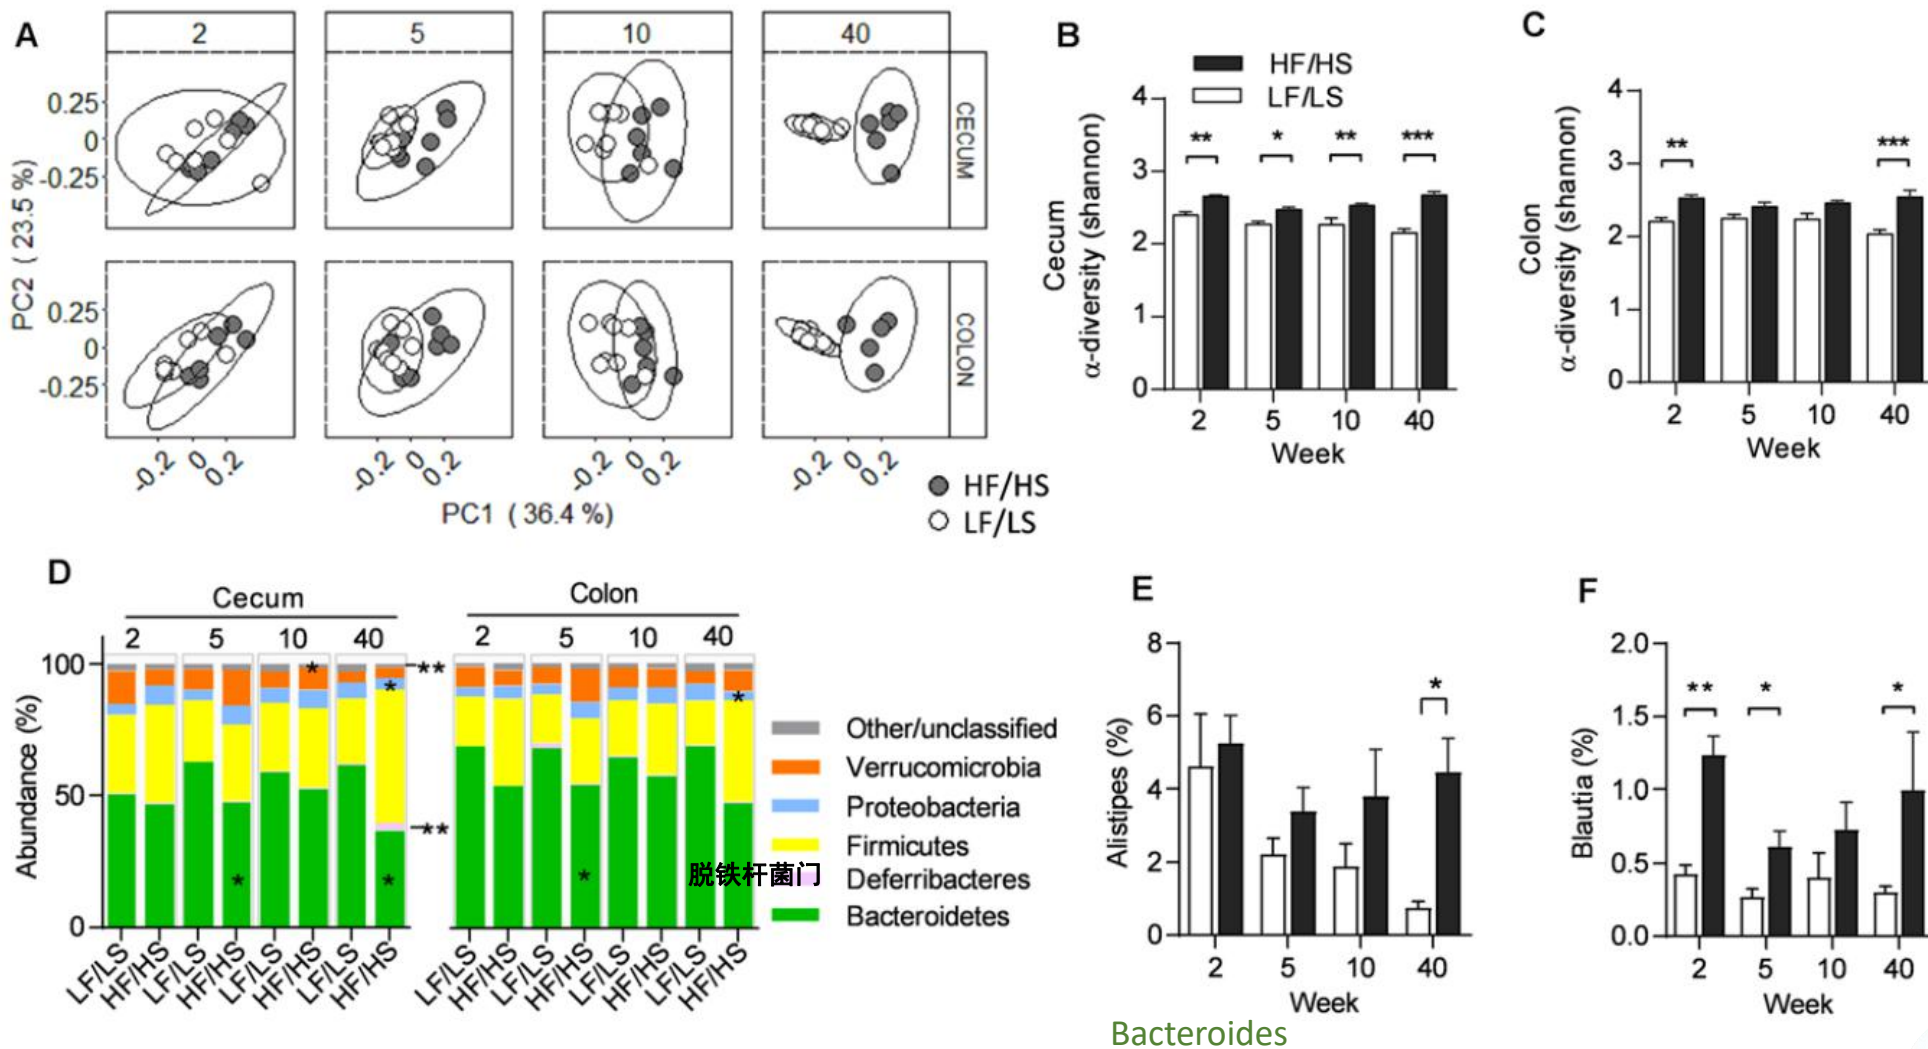 A
2
5
10
40
CECUM
COLON
0.25
0
-0.25
0.25
0
-0.25
PC2 ( 23.5 %)
-0.2
0
0.2
-0.2
0
0.2
-0.2
0
0.2
-0.2
0
0.2
PC1 ( 36.4 %)
HF/HS
LF/LS
B
HF/HS
LF/LS
4
3
2
1
0
**
*
**
***
Cecum
α-diversity (shannon)
2
5
10
40
Week
C
4
3
2
1
0
**
***
Colon
α-diversity (shannon)
2
5
10
40
Week
D
Cecum
2
5
10
40
Colon
2
5
10
40
100
50
0
Abundance (%)
*
**
*
**
*
*
*
*
LF/LS
HF/HS
LF/LS
HF/HS
LF/LS
HF/HS
LF/LS
HF/HS
LF/LS
HF/HS
LF/LS
HF/HS
LF/LS
HF/HS
LF/LS
HF/HS
Other/unclassified
Verrucomicrobia
Proteobacteria
Firmicutes
脱铁杆菌门 Deferribacteres
Bacteroidetes
E
8
6
4
2
0
*
Alistipes (%)
2
5
10
40
Week
Bacteroides
F
2.0
1.5
1.0
0.5
0.0
**
*
*
Blautia (%)
2
5
10
40
Week